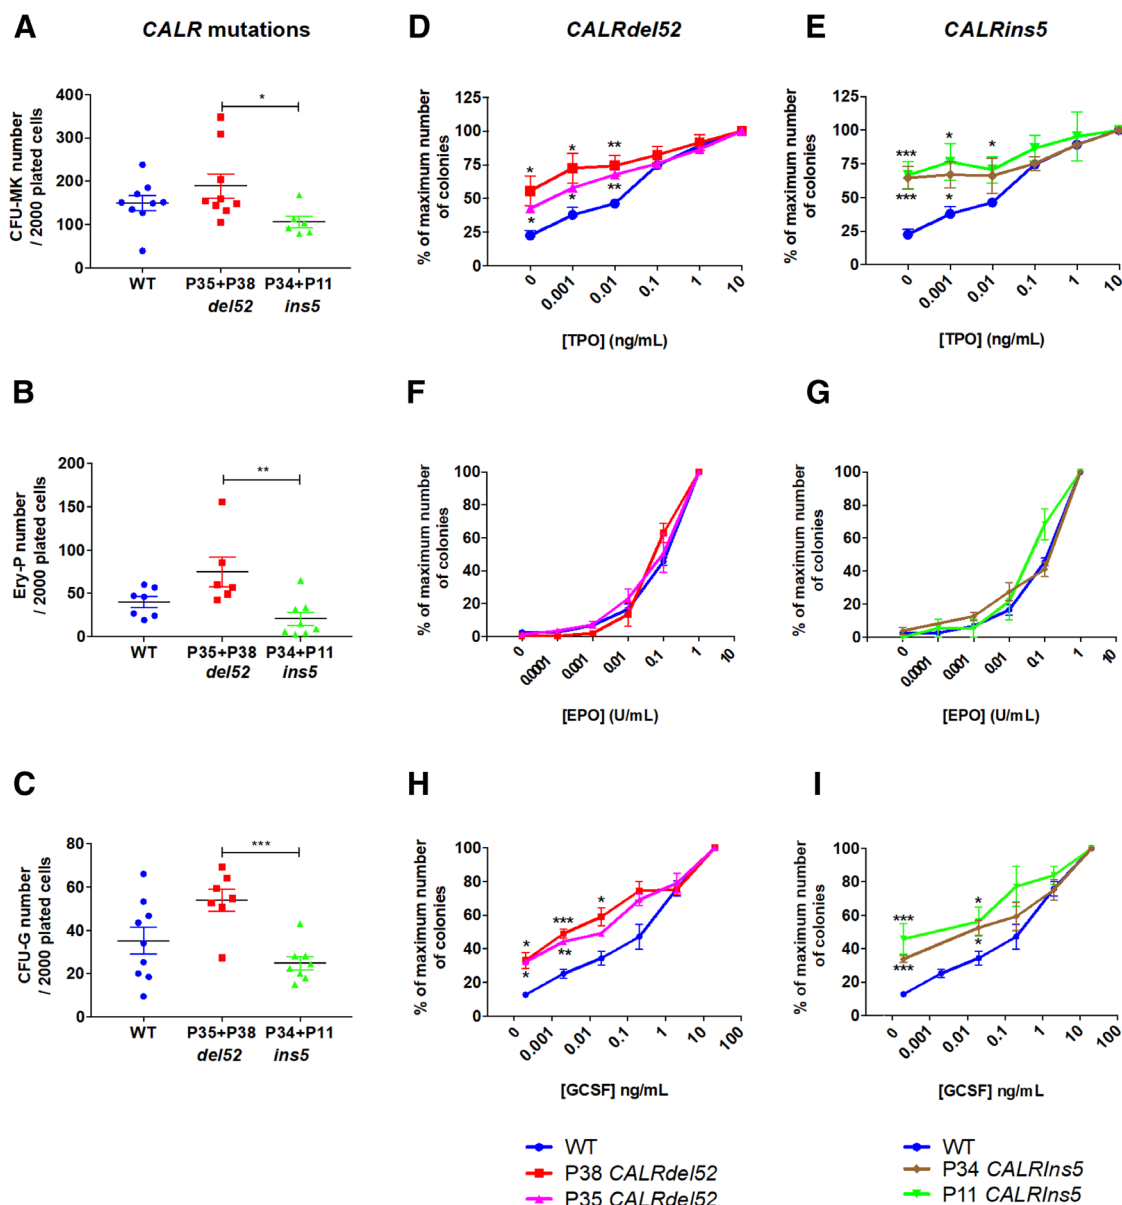 A
CALR mutations
CFU-MK number
/ 2000 plated cells
400
300
200
100
0
*
WT
P35+P38
del52
P34+P11
ins5
D
CALRdel52
% of maximum number
of colonies
125
100
75
50
25
0
*
*
**
*
*
**
0
0.001
0.01
0.1
1
10
[TPO] (ng/mL)
E
CALRins5
% of maximum number
of colonies
125
100
75
50
25
0
***
*
*
***
*
0
0.001
0.01
0.1
1
10
[TPO] (ng/mL)
B
Ery-P number
/ 2000 plated cells
200
150
100
50
0
**
WT
P35+P38
del52
P34+P11
ins5
F
% of maximum number
of colonies
100
80
60
40
20
0
0
0.0001
0.001
0.01
0.1
1
10
[EPO] (U/mL)
G
% of maximum number
of colonies
100
80
60
40
20
0
0
0.0001
0.001
0.01
0.1
1
10
[EPO] (U/mL)
C
CFU-G number
/ 2000 plated cells
80
60
40
20
0
***
WT
P35+P38
del52
P34+P11
ins5
H
% of maximum number
of colonies
100
80
60
40
20
0
*
***
*
*
**
0
0.001
0.01
0.1
1
10
100
[GCSF] ng/mL
I
% of maximum number
of colonies
100
80
60
40
20
0
***
*
***
*
0
0.001
0.01
0.1
1
10
100
[GCSF] ng/mL
WT
P38 CALRdel52
P35 CALRdel52
WT
P34 CALRIns5
P11 CALRIns5